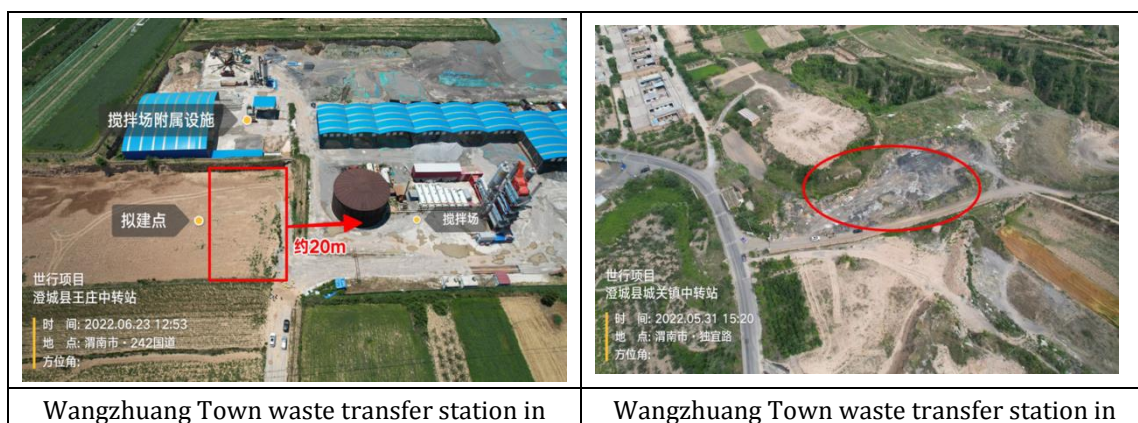 搅拌场附属设施
拟建点
搅拌场
约20m
世行项目
澄城县王庄中转站
时 间: 2022.06.23 12:53
地 点: 渭南市·242国道
方位角:
Wangzhuang Town waste transfer station in
世行项目
澄城县城关镇中转站
时 间: 2022.05.31 15:20
地 点: 渭南市·独宜路
方位角:
Wangzhuang Town waste transfer station in